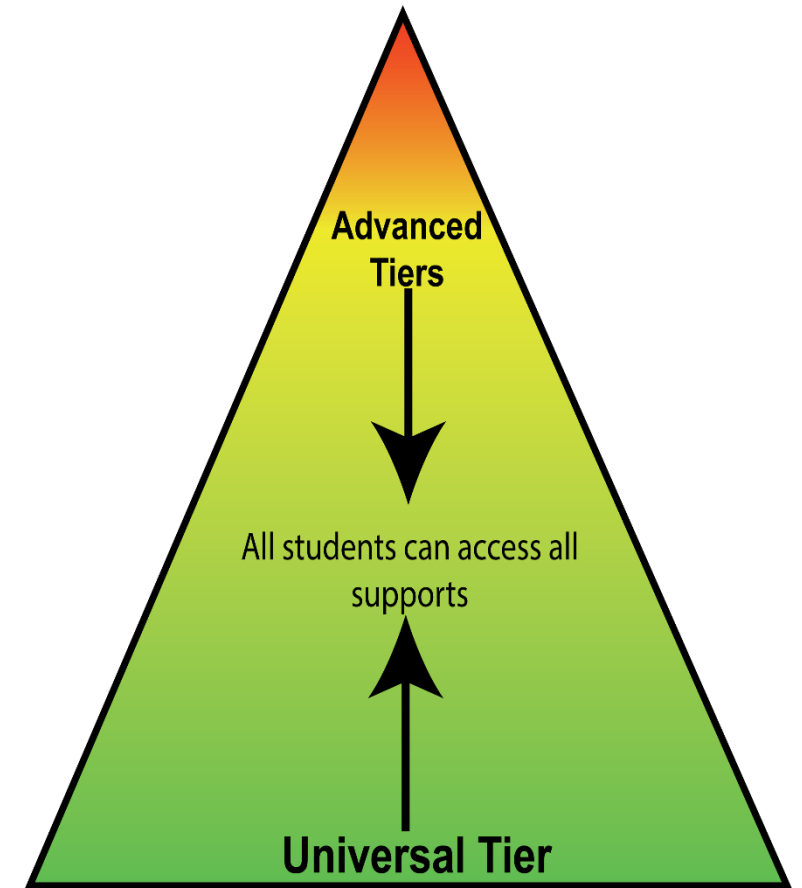 Advanced
Tiers
All students can access all
supports
Universal Tier